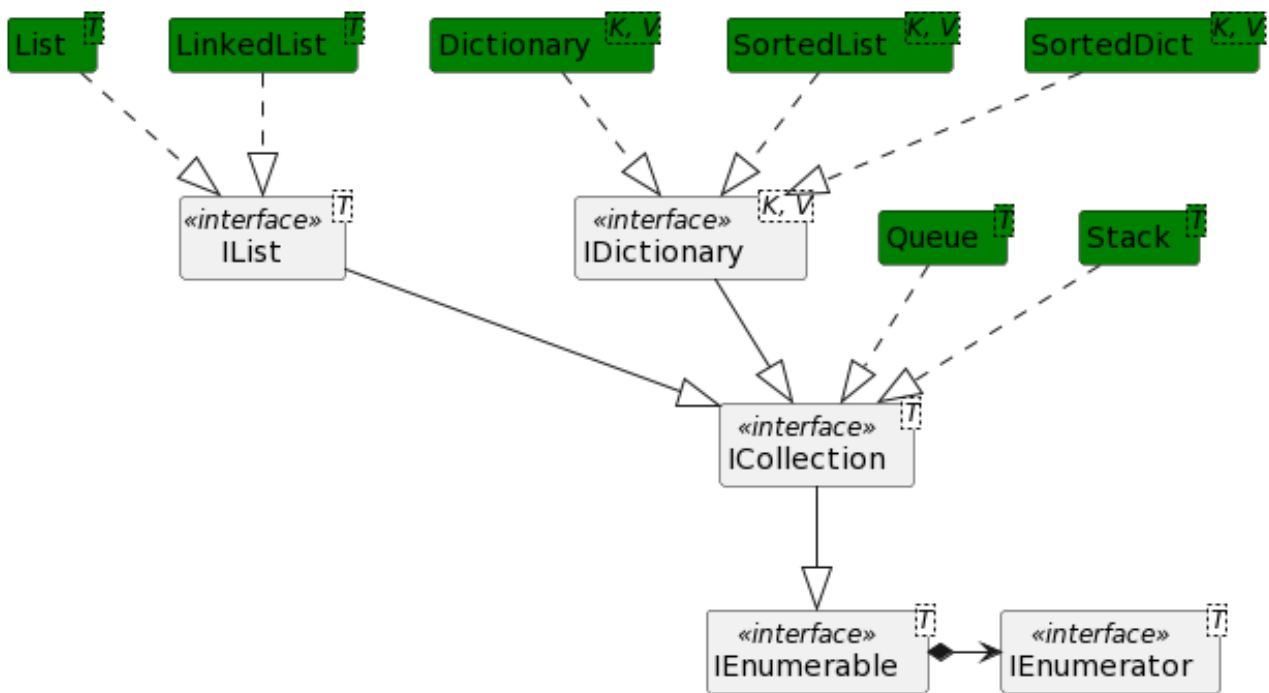 List T
LinkedList T
Dictionary K, V
SortedList K, V
SortedDict K, V
«interface» T
IList
«interface» K, V
IDictionary
Queue T
Stack T
«interface» T
ICollection
«interface» T
IEnumerable
«interface» T
IEnumerator